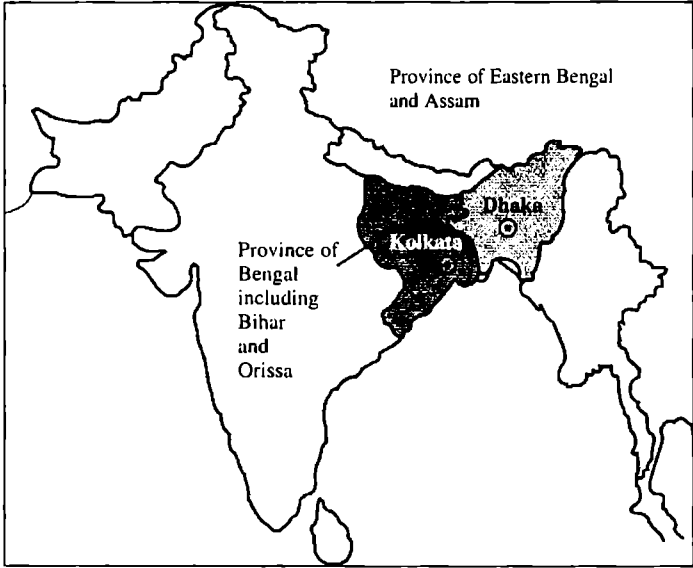 Province of Eastern Bengal
and Assam
Dhaka
Kolkata
Province of
Bengal
including
Bihar
and
Orissa